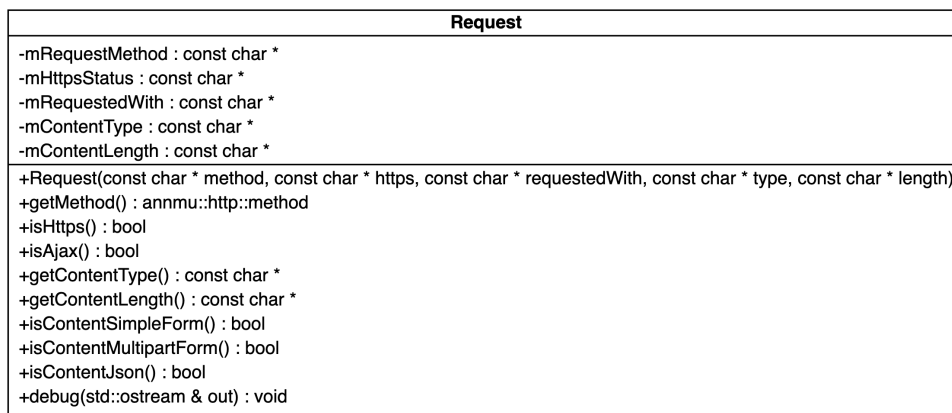 Request
-mRequestMethod : const char *
-mHttpsStatus : const char *
-mRequestedWith : const char *
-mContentType : const char *
-mContentLength : const char *
+Request(const char * method, const char * https, const char * requestedWith, const char * type, const char * length)
+getMethod() : annmu::http::method
+isHttps() : bool
+isAjax() : bool
+getContentType() : const char *
+getContentLength() : const char *
+isContentSimpleForm() : bool
+isContentMultipartForm() : bool
+isContentJson() : bool
+debug(std::ostream & out) : void